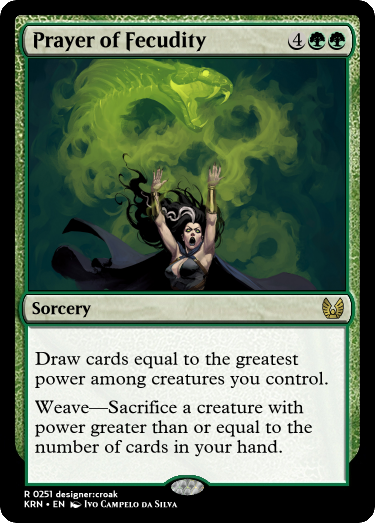 Prayer of Fecudity 4
Sorcery
Draw cards equal to the greatest
power among creatures you control.
Weave—Sacrifice a creature with
power greater than or equal to the
number of cards in your hand.
R 0251 designer:croak
KRN • EN Ivo Campelo da Silva